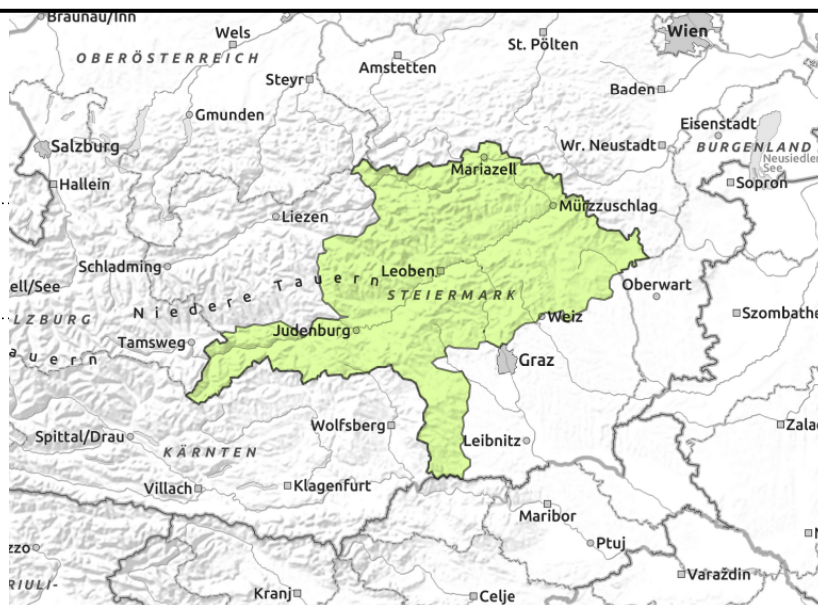 Braunau/Inn
Wels
Wien
OBERÖSTERREICH
St. Pölten
Amstetten
Steyr
Baden
Gmunden
Eisenstadt
Salzburg
Wr. Neustadt
BURGENLAND
Neusiedler
See
Mariazell
Hallein
Sopron
Mürzzuschlag
Liezen
Schladming
Leoben
ell/See
Niedere Tauern
STEIERMARK
Oberwart
LZBURG
Szombathe
Weiz
Judenburg
Tamsweg
auern
Graz
Wolfsberg
Zala
Spittal/Drau
Leibnitz
KÄRNTEN
Villach
Klagenfurt
Maribor
zzo
Ptuj
RIULI-
Varaždin
Kranj
Celje